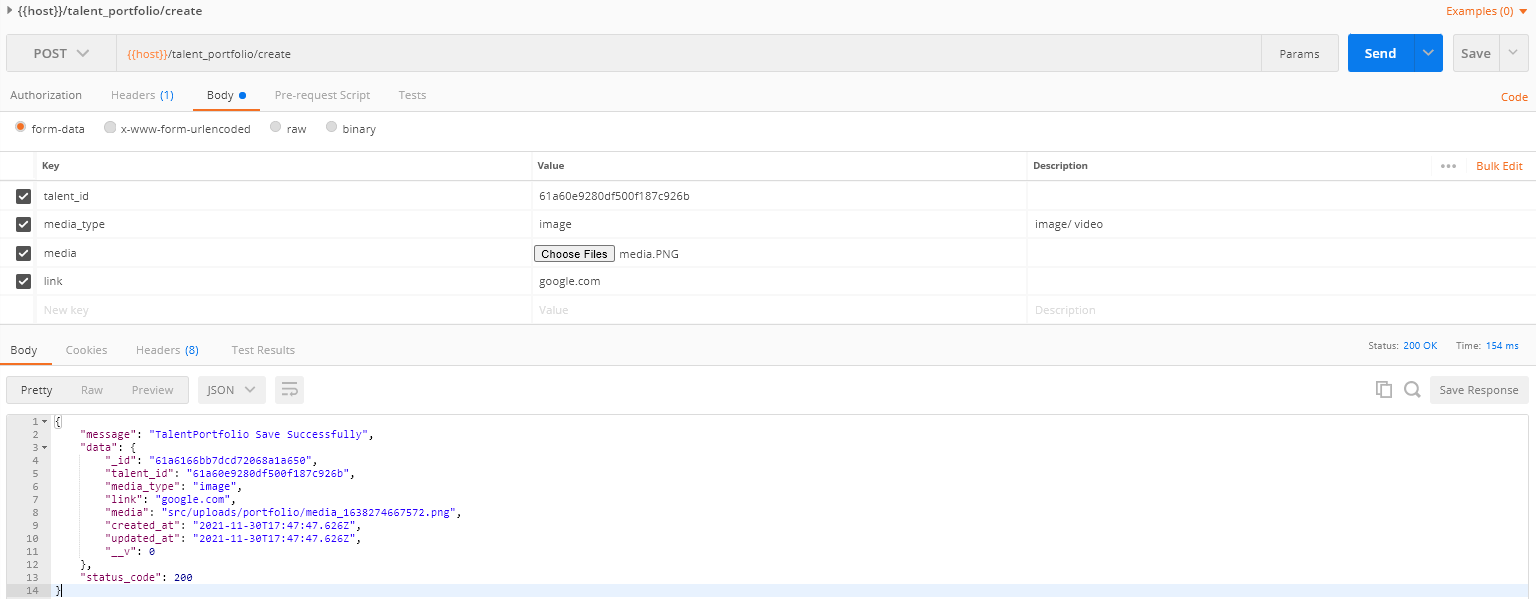 {{host}}/talent_portfolio/create Examples (0)
POST {{host}}/talent_portfolio/create Params Send Save
Authorization Headers (1) Body Pre-request Script Tests Code
form-data x-www-form-urlencoded raw binary
Key Value Description ••• Bulk Edit
talent_id 61a60e9280df500f187c926b
media_type image image/ video
media Choose Files media.PNG
link google.com
New key Value Description
Body Cookies Headers (8) Test Results Status: 200 OK Time: 154 ms
Pretty Raw Preview JSON Save Response
1 {
2 "message": "TalentPortfolio Save Successfully",
3 "data": {
4 "_id": "61a6166bb7dcd72068a1a650",
5 "talent_id": "61a60e9280df500f187c926b",
6 "media_type": "image",
7 "link": "google.com",
8 "media": "src/uploads/portfolio/media_1638274667572.png",
9 "created_at": "2021-11-30T17:47:47.626Z",
10 "updated_at": "2021-11-30T17:47:47.626Z",
11 "__v": 0
12 },
13 "status_code": 200
14 }